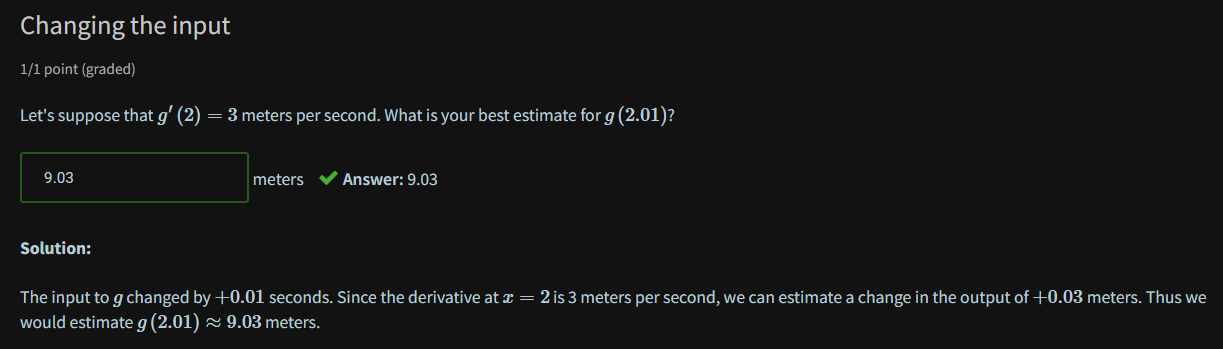 Changing the input
1/1 point (graded)
Let's suppose that g′ (2) = 3 meters per second. What is your best estimate for g (2.01)?
9.03 meters ✔ Answer: 9.03
Solution:
The input to g changed by +0.01 seconds. Since the derivative at x = 2 is 3 meters per second, we can estimate a change in the output of +0.03 meters. Thus we
would estimate g (2.01) ≈ 9.03 meters.